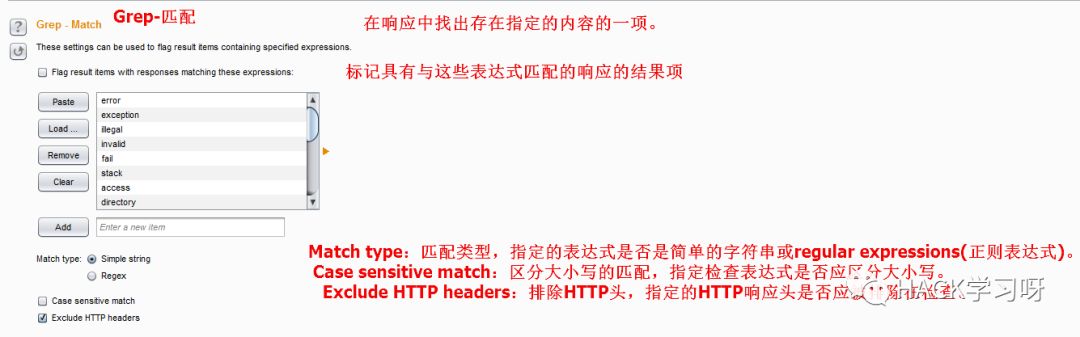 Grep - Match
Grep-匹配
在响应中找出存在指定的内容的一项。
These settings can be used to flag result items containing specified expressions.
Flag result items with responses matching these expressions:
标记具有与这些表达式匹配的响应的结果项
Paste
error
exception
Load ...
illegal
invalid
Remove
fail
stack
Clear
access
directory
Add
Enter a new item
Match type: Simple string
Match type：匹配类型，指定的表达式是否是简单的字符串或regular expressions(正则表达式)。
Regex
Case sensitive match：区分大小写的匹配，指定检查表达式是否应区分大小写。
Case sensitive match
Exclude HTTP headers：排除HTTP头，指定的HTTP响应头是否应 检查
Exclude HTTP headers
HACK学习呀